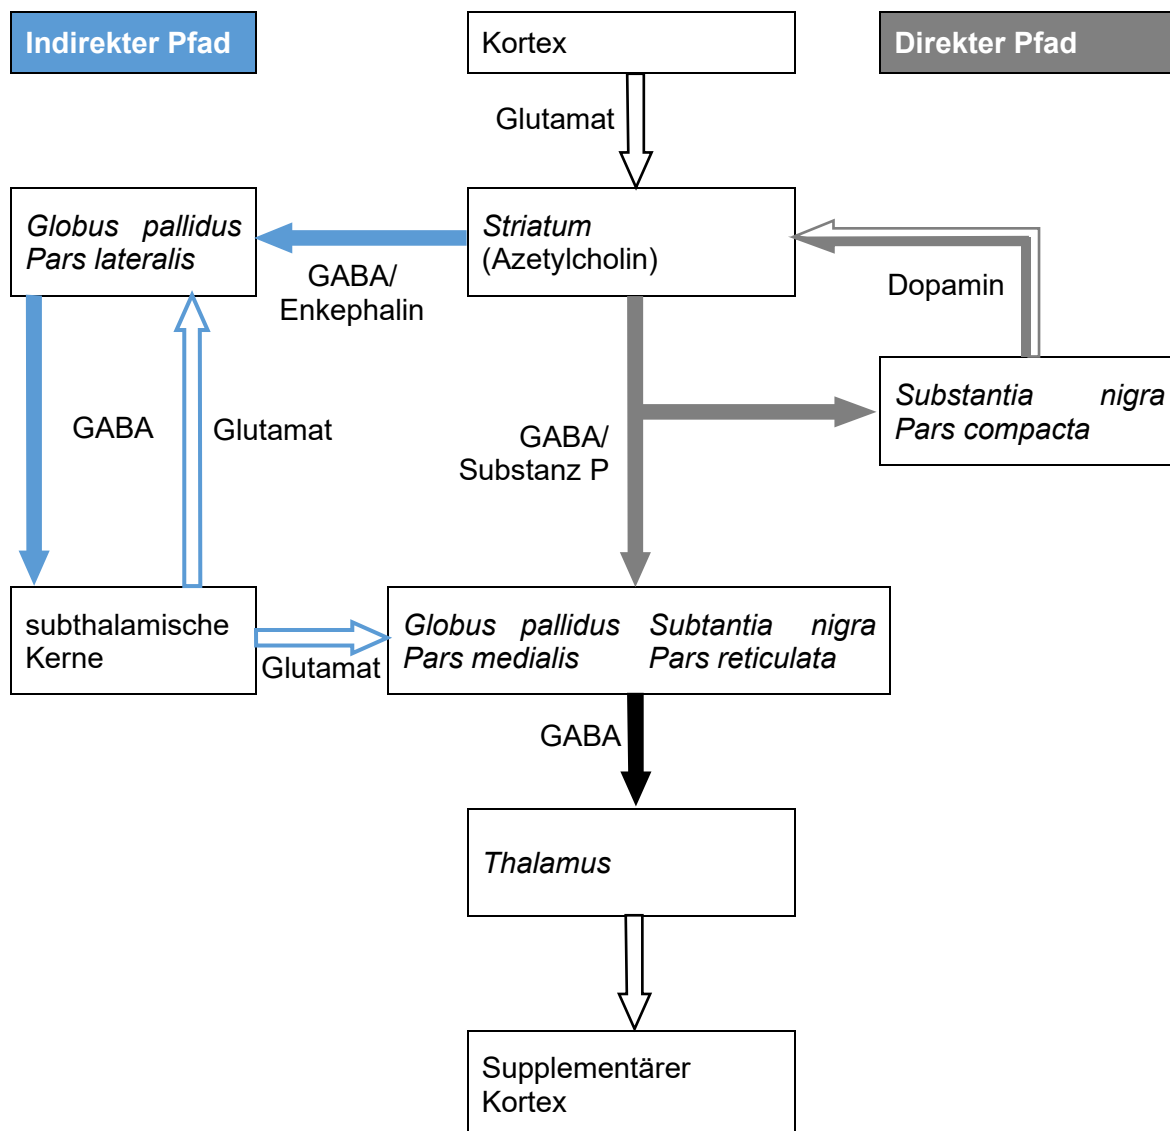 Indirekter Pfad
Kortex
Direkter Pfad
Glutamat
Globus pallidus
Pars lateralis
Striatum
(Azetylcholin)
GABA/
Enkephalin
Dopamin
Substantia nigra
Pars compacta
GABA
Glutamat
GABA/
Substanz P
subthalamische
Kerne
Glutamat
Globus pallidus Subtantia nigra
Pars medialis Pars reticulata
GABA
Thalamus
Supplementärer
Kortex